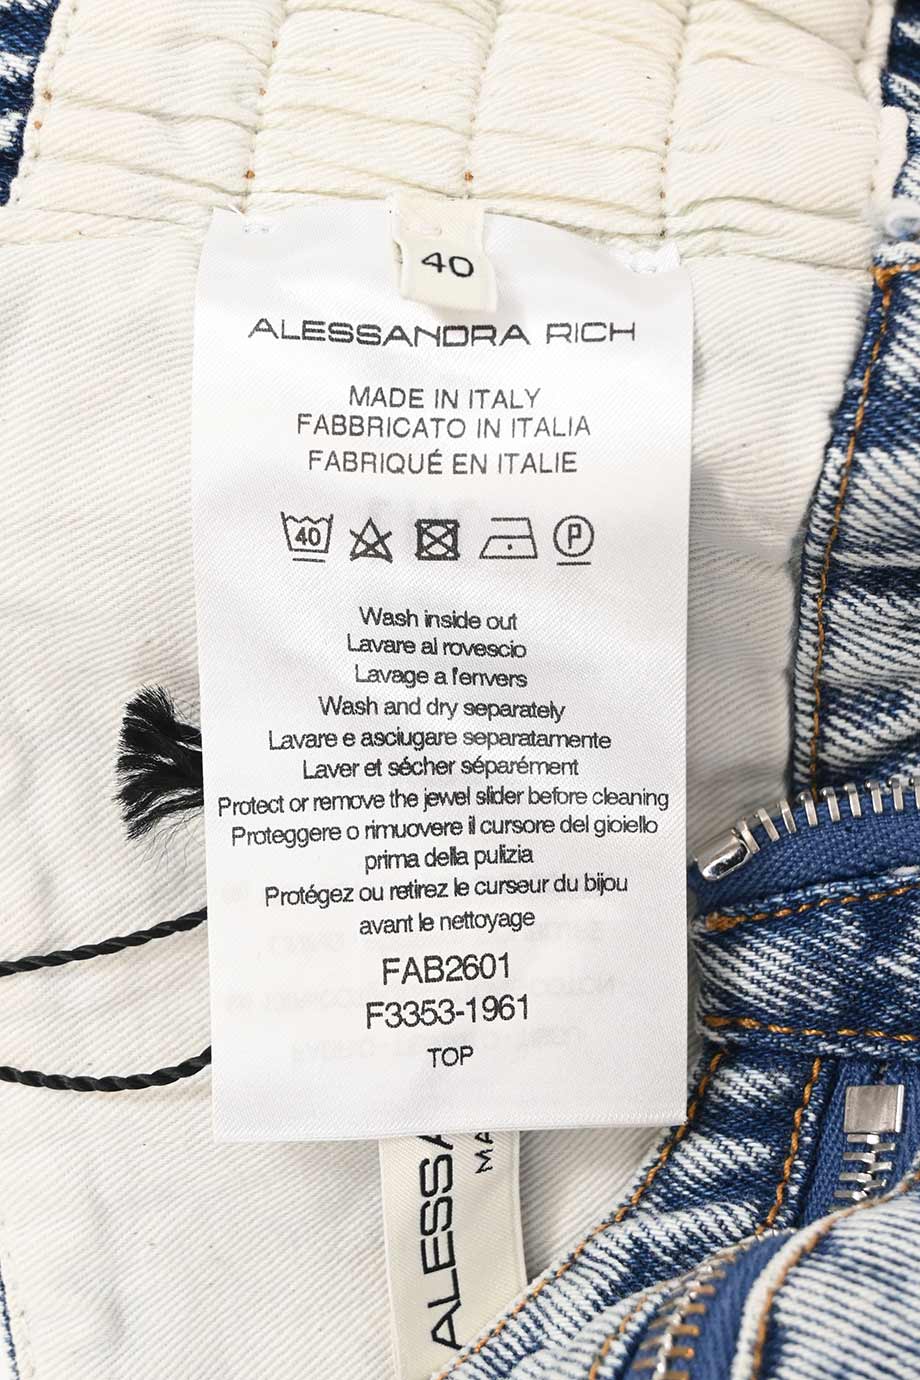 40
ALESSANDRA RICH
MADE IN ITALY
FABBRICATO IN ITALIA
FABRIQUÉ EN ITALIE
40 P
Wash inside out
Lavare al rovescio
Lavage a l'envers
Wash and dry separately
Lavare e asciugare separatamente
Laver et sécher séparément
Protect or remove the jewel slider before cleaning
Proteggere o rimuovere il cursore del gioiello
prima della pulizia
Protégez ou retirez le curseur du bijou
avant le nettoyage
FAB2601
F3353-1961
TOP
ALESSA
MA